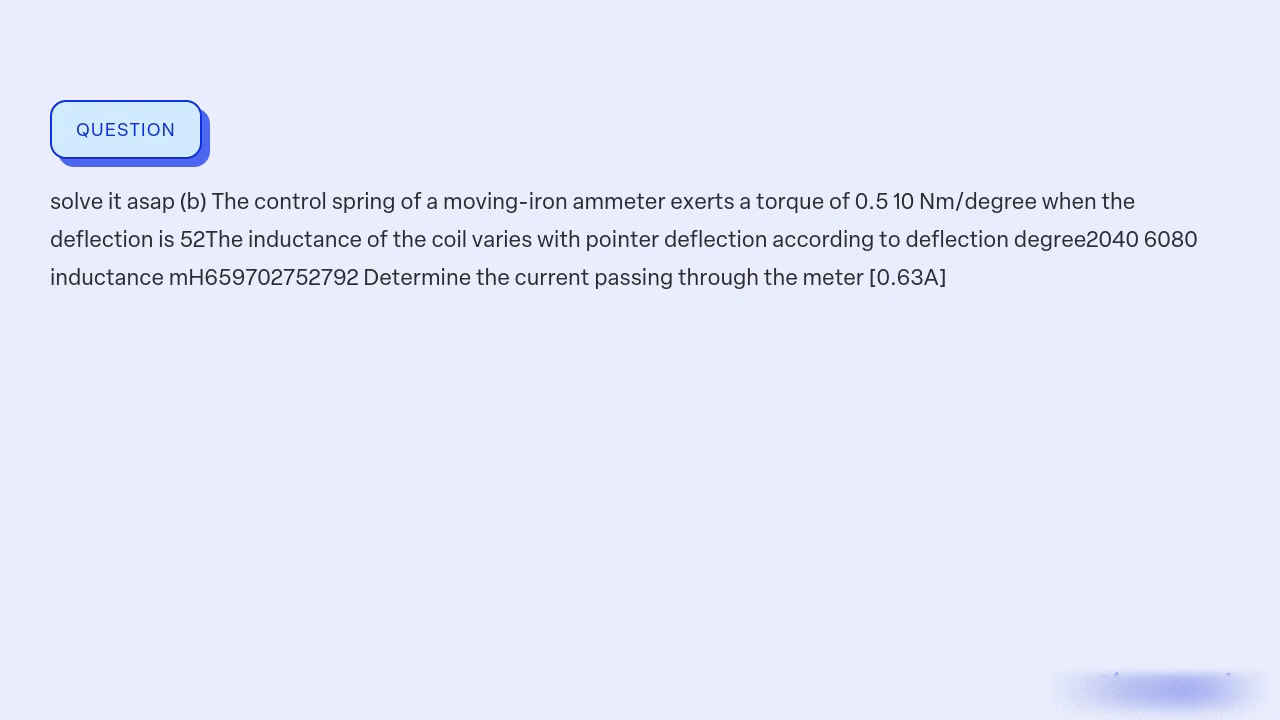 QUESTION
solve it asap (b) The control spring of a moving-iron ammeter exerts a torque of 0.5 10 Nm/degree when the
deflection is 52The inductance of the coil varies with pointer deflection according to deflection degree2040 6080
inductance mH659702752792 Determine the current passing through the meter [0.63A]